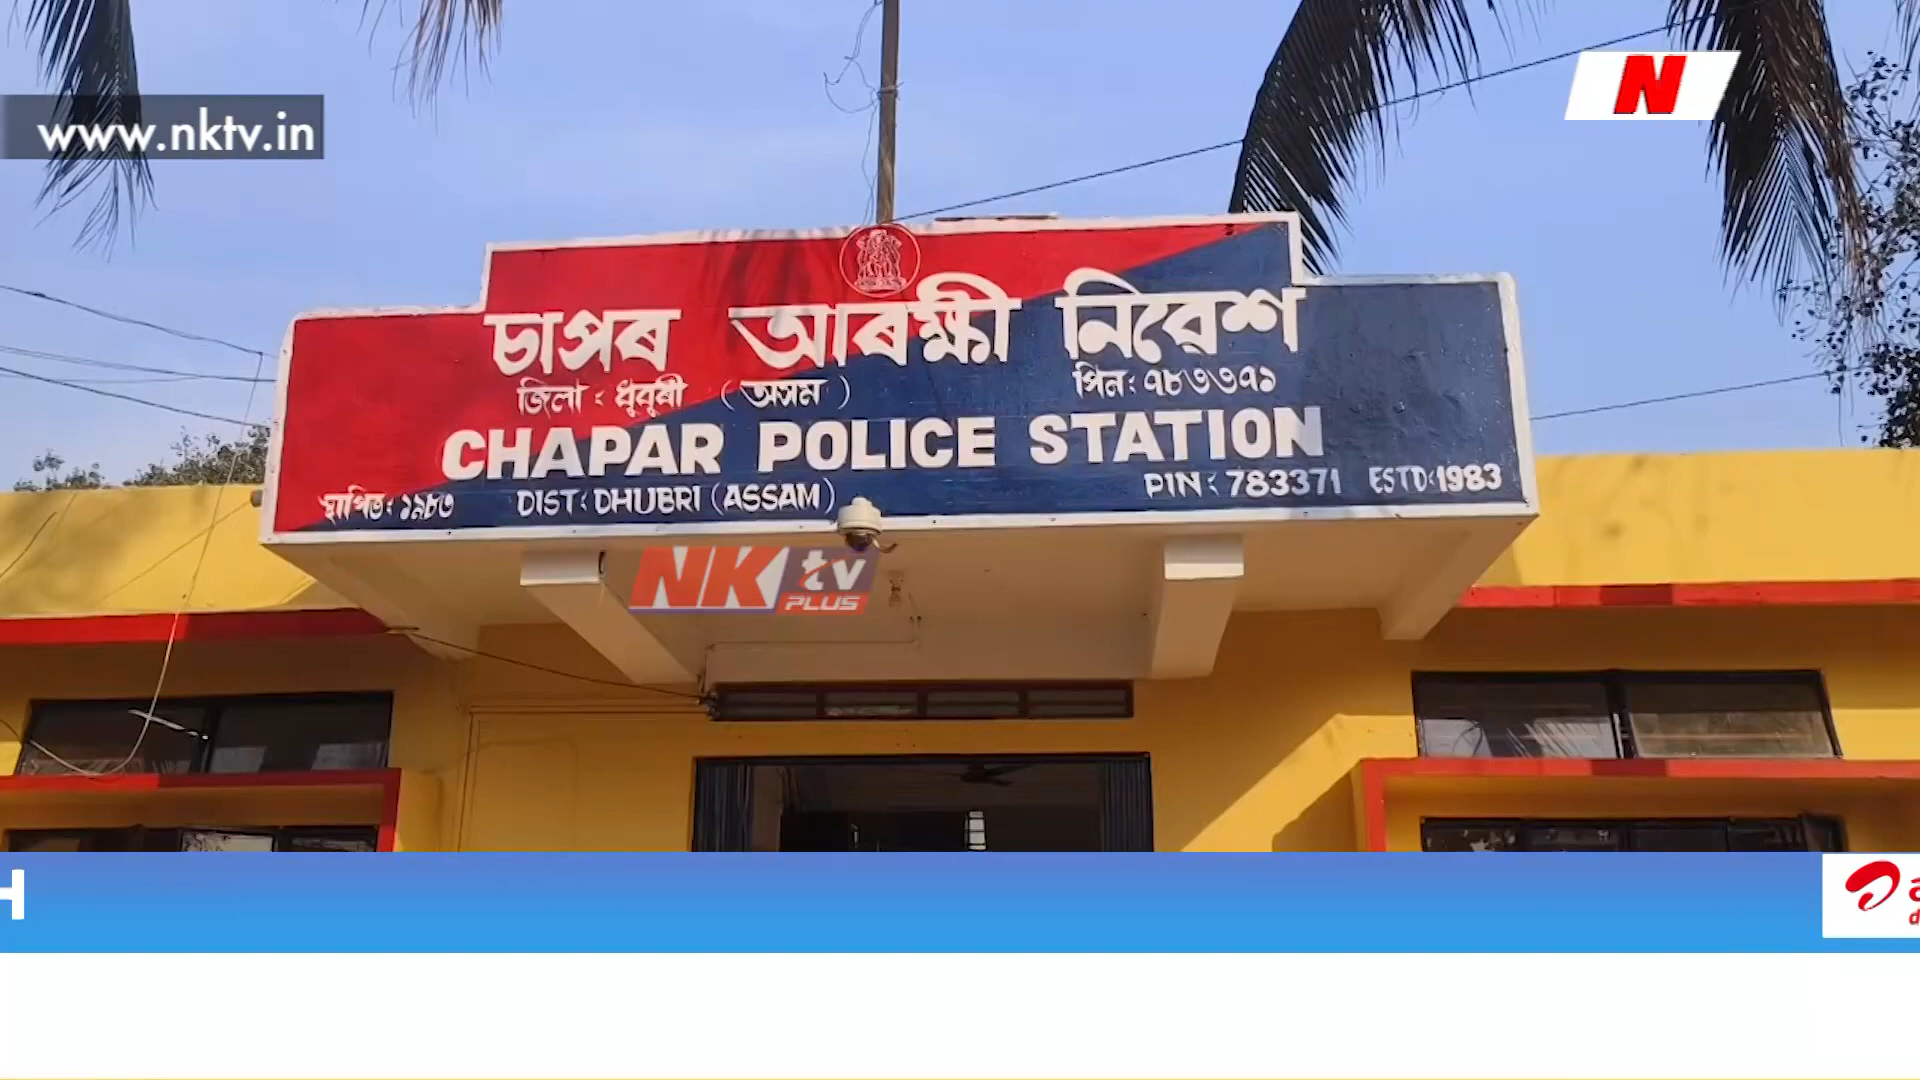 www.nktv.in
N
চাপৰ আৰক্ষী নিৱেশ
জিলা : ধুবুৰী (অসম)
পিন: ৭৮৩৩৭১
CHAPAR POLICE STATION
PIN: 783371 ESTD: 1983
স্থাপিত: ১৯৮৩ DIST: DHUBRI (ASSAM)
NK tv
PLUS
H